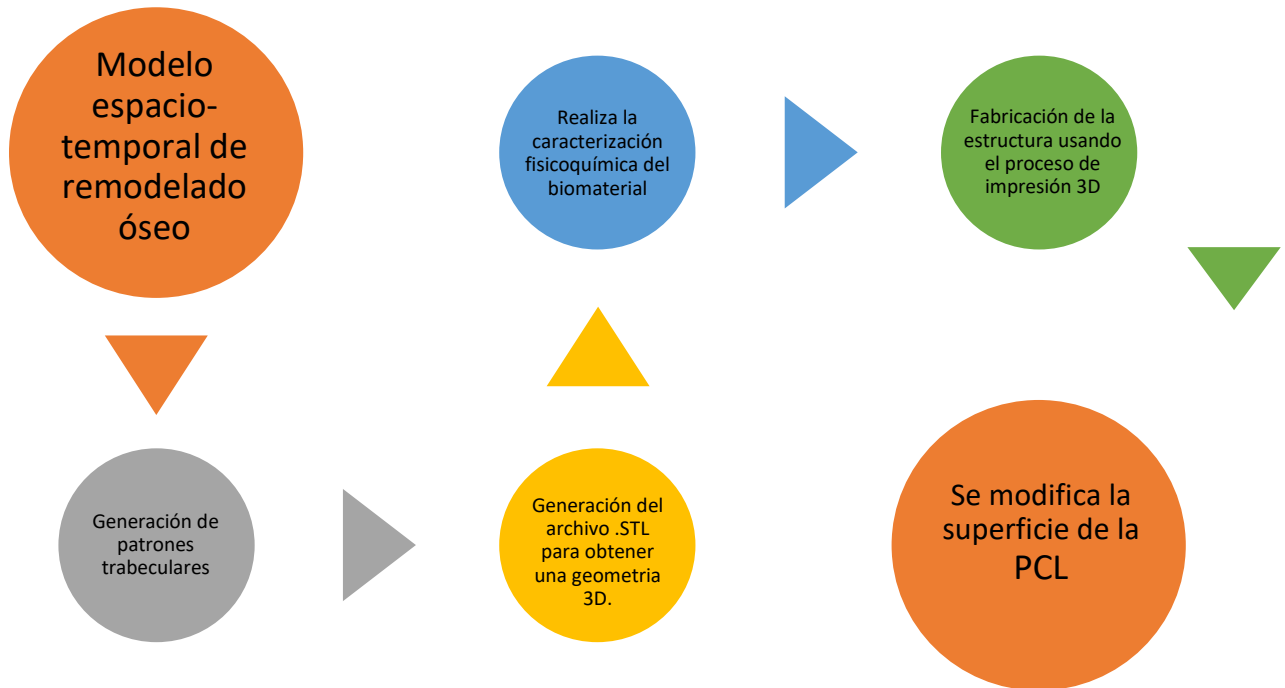 Modelo
espacio-
temporal de
remodelado
óseo
Generación de
patrones
trabeculares
Generación del
archivo .STL
para obtener
una geometria
3D.
Realiza la
caracterización
fisicoquímica del
biomaterial
Fabricación de la
estructura usando
el proceso de
impresión 3D
Se modifica la
superficie de la
PCL